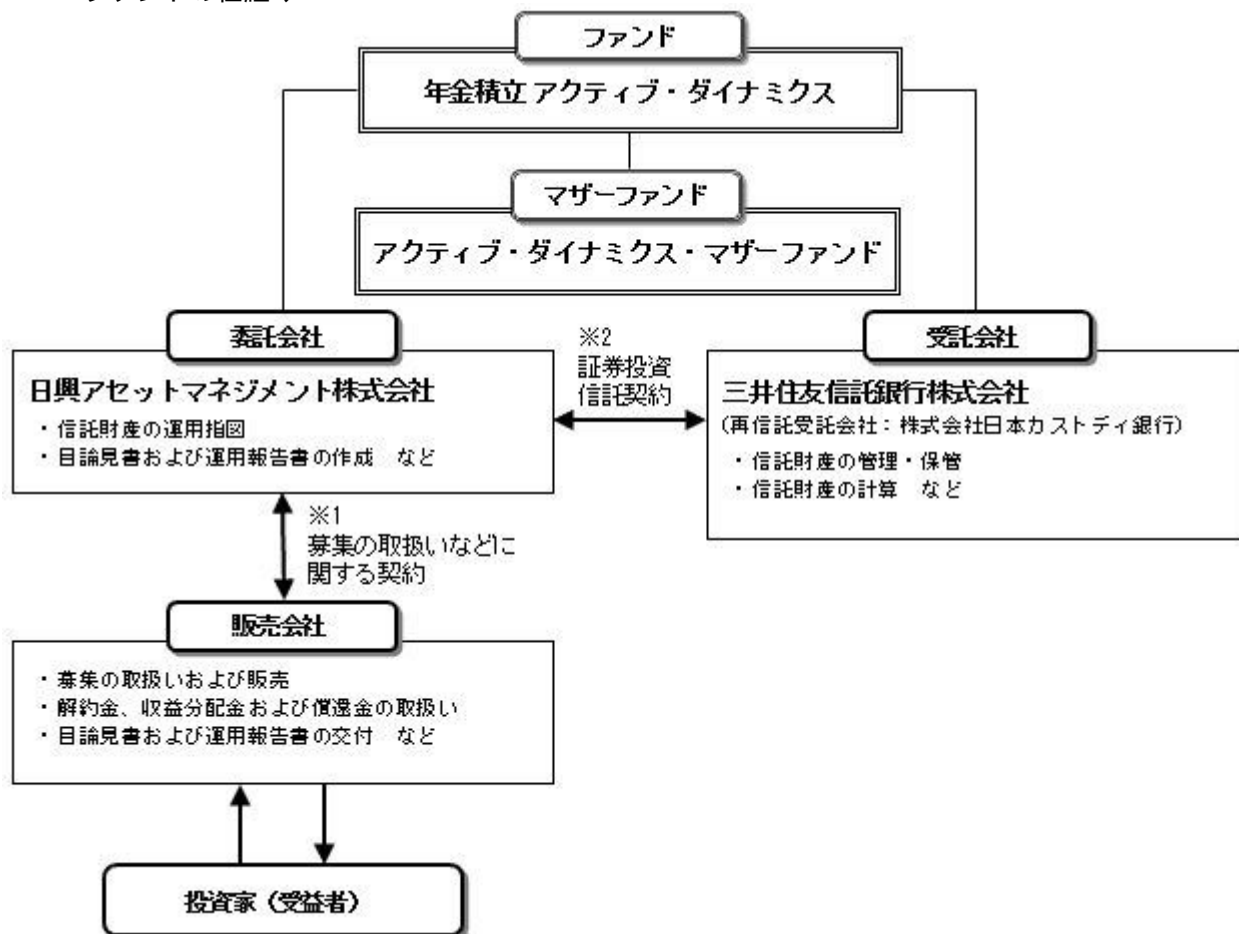 ファンドの仕組み
ファンド
年金積立 アクティブ・ダイナミクス
マザーファンド
アクティブ・ダイナミクス・マザーファンド
委託会社
日興アセットマネジメント株式会社
・信託財産の運用指図
・目論見書および運用報告書の作成 など
※2
証券投資
信託契約
受託会社
三井住友信託銀行株式会社
(再信託受託会社：株式会社日本カストディ銀行)
・信託財産の管理・保管
・信託財産の計算 など
※1
募集の取扱いなどに
関する契約
販売会社
・募集の取扱いおよび販売
・解約金、収益分配金および償還金の取扱い
・目論見書および運用報告書の交付 など
投資家（受益者）